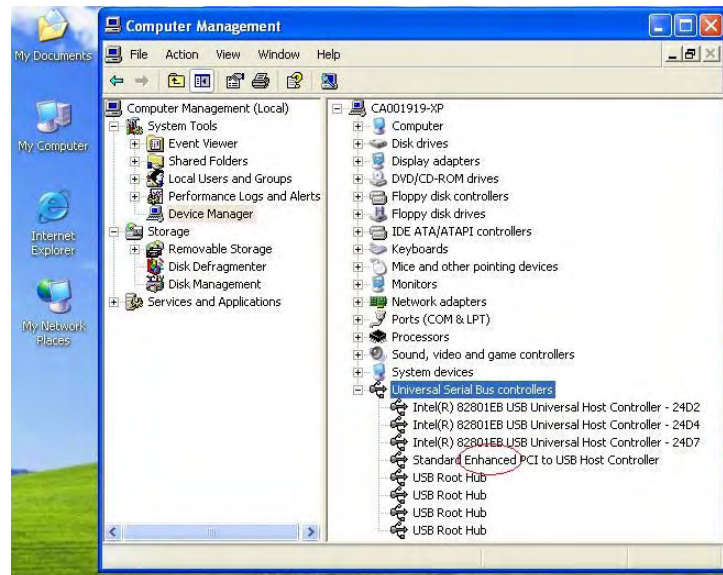 My Documents
My Computer
Internet
Explorer
My Network
Places
Computer Management
File Action View Window Help
Computer Management (Local)
System Tools
Event Viewer
Shared Folders
Local Users and Groups
Performance Logs and Alerts
Device Manager
Storage
Removable Storage
Disk Defragmenter
Disk Management
Services and Applications
CA001919-XP
Computer
Disk drives
Display adapters
DVD/CD-ROM drives
Floppy disk controllers
Floppy disk drives
IDE ATA/ATAPI controllers
Keyboards
Mice and other pointing devices
Monitors
Network adapters
Ports (COM & LPT)
Processors
Sound, video and game controllers
System devices
Universal Serial Bus controllers
Intel(R) 82801EB USB Universal Host Controller - 24D2
Intel(R) 82801EB USB Universal Host Controller - 24D4
Intel(R) 82801EB USB Universal Host Controller - 24D7
Standard Enhanced PCI to USB Host Controller
USB Root Hub
USB Root Hub
USB Root Hub
USB Root Hub